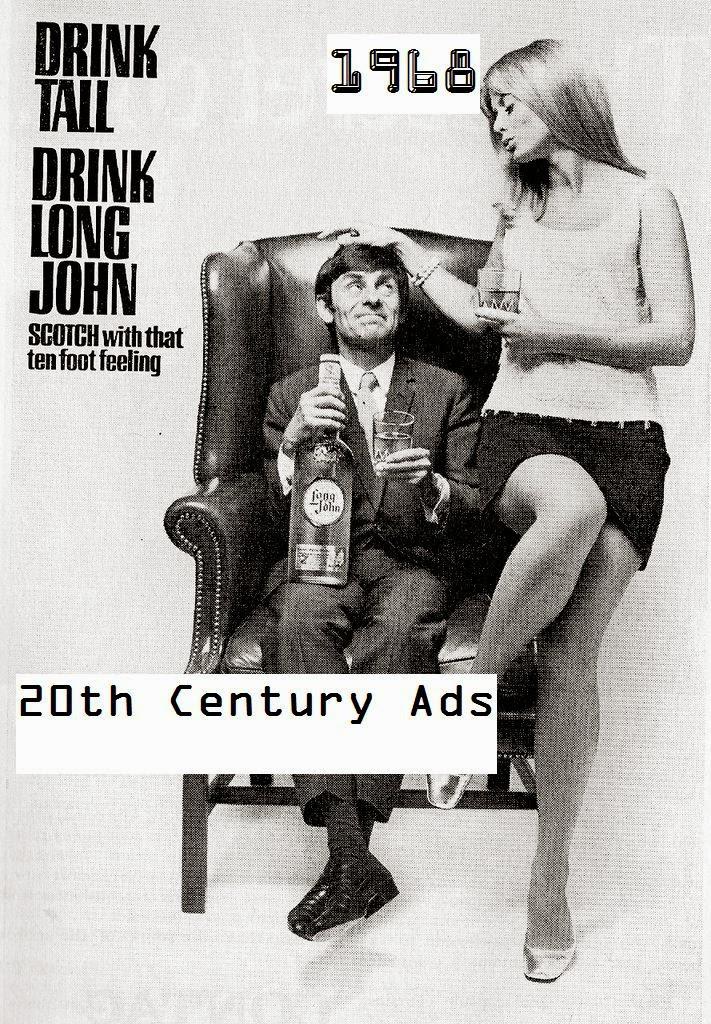 DRINK
TALL
DRINK
LONG
JOHN
SCOTCH with that
ten foot feeling
1968
Long
John
20th Century Ads